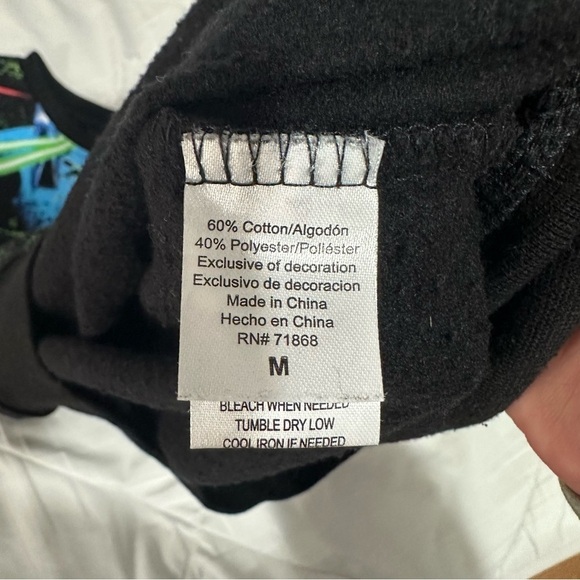 60% Cotton/Algodón
40% Polyester/Poliéster
Exclusive of decoration
Exclusivo de decoracion
Made in China
Hecho en China
RN# 71868
M
BLEACH WHEN NEEDED
TUMBLE DRY LOW
COOL IRON IF NEEDED